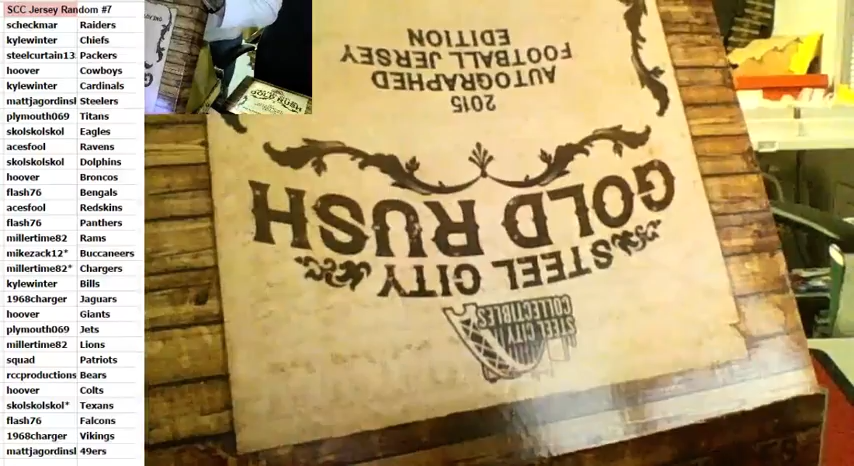 SCC Jersey Random #7
scheckmar Raiders
kylewinter Chiefs
steelcurtain13 Packers
hoover Cowboys
kylewinter Cardinals
mattjagordinsl Steelers
plymouth069 Titans
skolskolskol Eagles
acesfool Ravens
skolskolskol Dolphins
hoover Broncos
flash76 Bengals
acesfool Redskins
flash76 Panthers
millertime82 Rams
mikezack12* Buccaneers
millertime82* Chargers
kylewinter Bills
1968charger Jaguars
hoover Giants
plymouth069 Jets
millertime82 Lions
squad Patriots
rccproductions Bears
hoover Colts
skolskolskol* Texans
flash76 Falcons
1968charger Vikings
mattjagordinsl 49ers
STEEL CITY
COLLECTIBLES
STEEL CITY
GOLD RUSH
2015
AUTOGRAPHED
FOOTBALL JERSEY
EDITION
GOLD RUSH